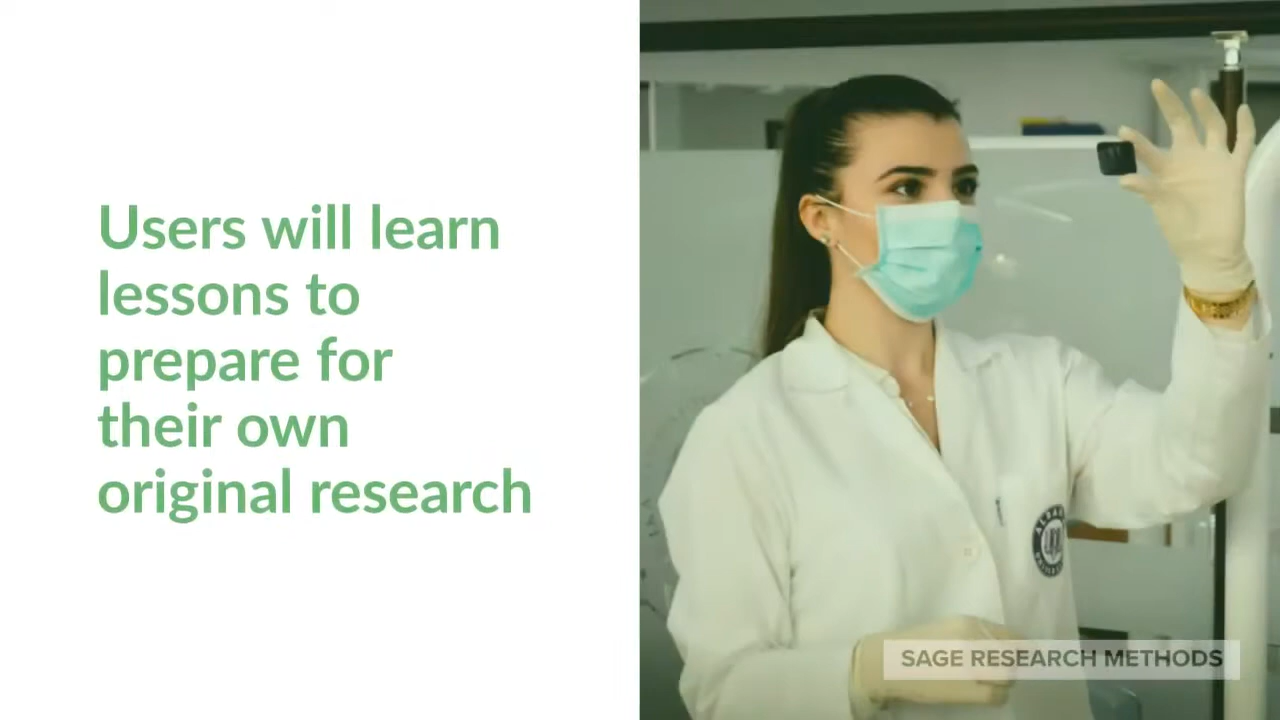 Users will learn
lessons to
prepare for
their own
original research
SAGE RESEARCH METHODS